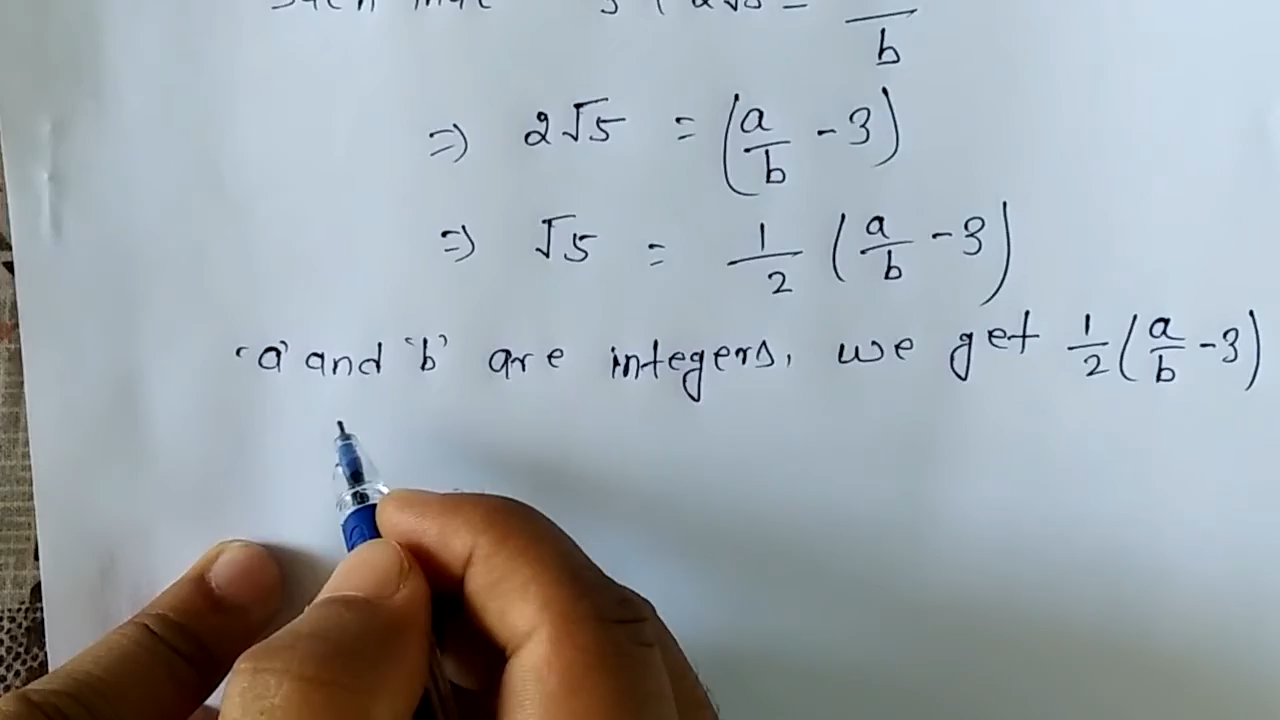 b
⇒ 2√5 = (a/b - 3)
⇒ √5 = 1/2 (a/b - 3)
'a' and 'b' are integers, we get 1/2 (a/b - 3)